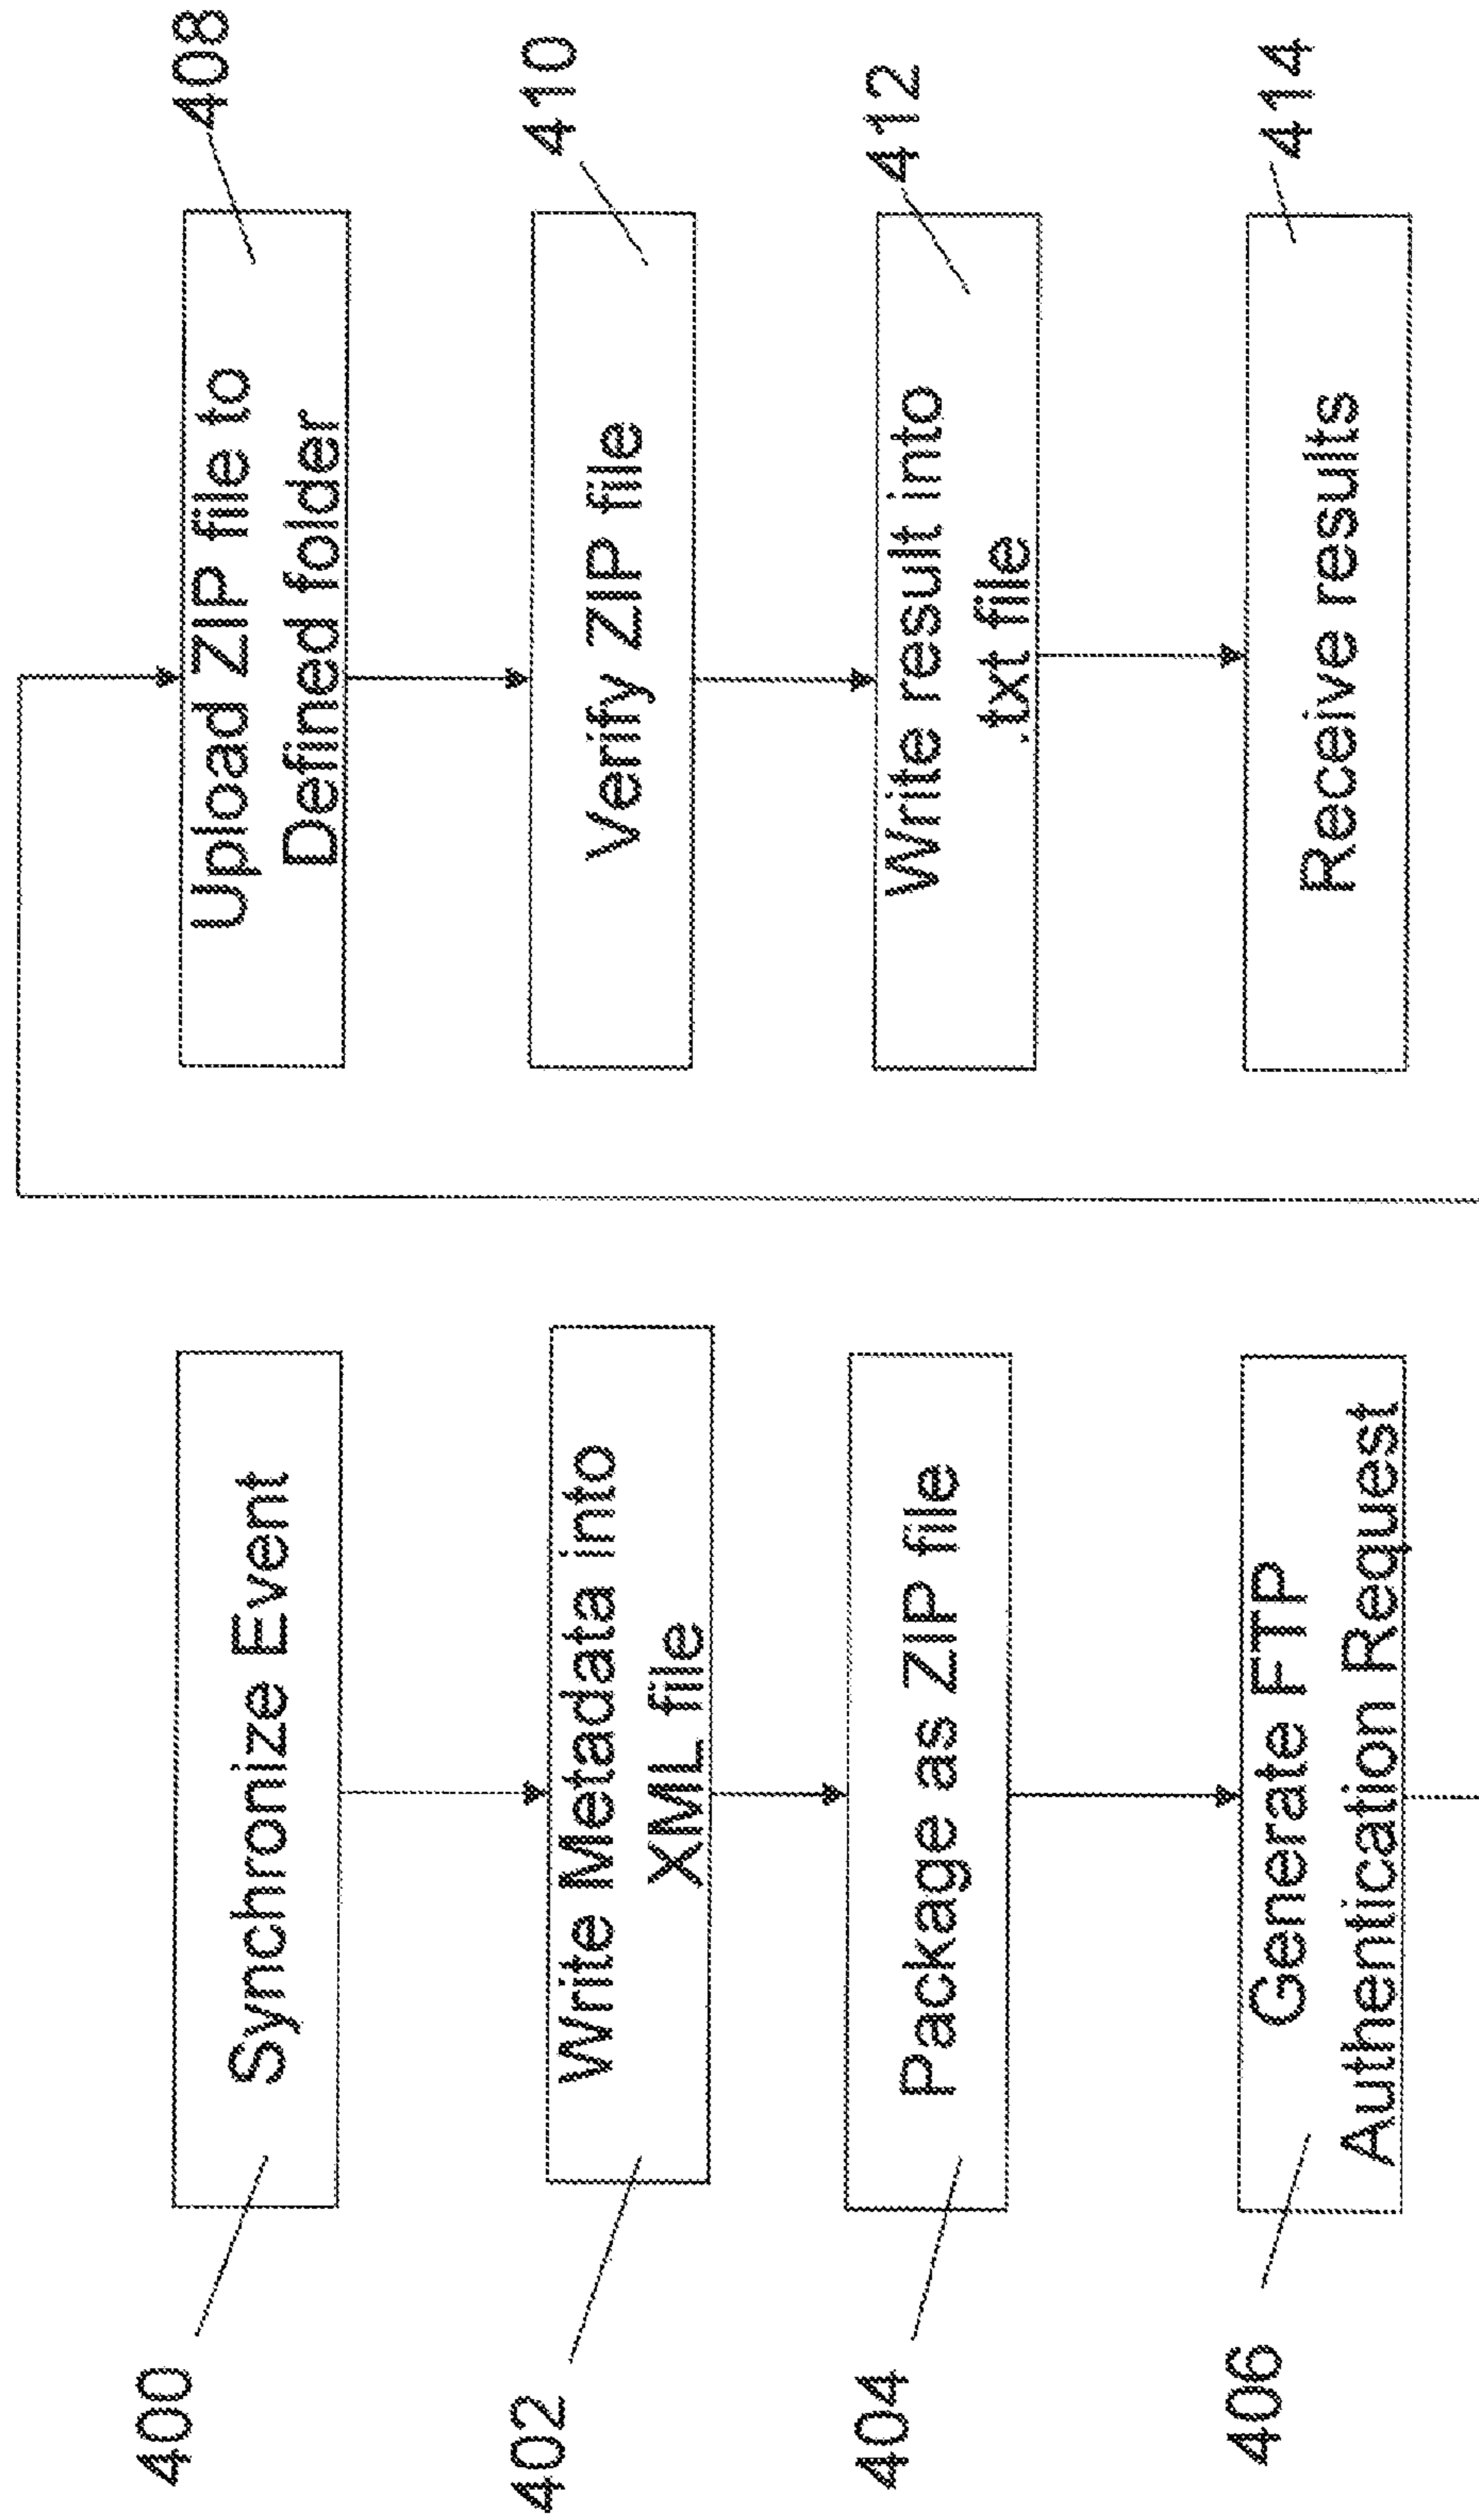 400
Synchronize Event
402
Write Metadata into
XML file
404
Package as ZIP file
406
Generate FTP
Authentication Request
408
Upload ZIP file to
Defined folder
410
Verify ZIP file
412
Write result into
.txt file
414
Receive results